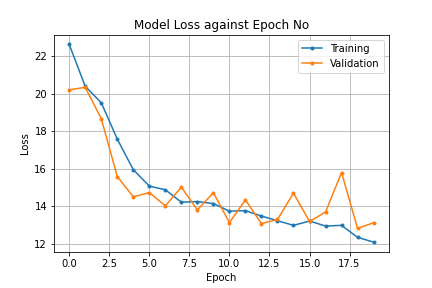 Model Loss against Epoch No
Training
Validation
Loss
22
20
18
16
14
12
0.0 2.5 5.0 7.5 10.0 12.5 15.0 17.5
Epoch